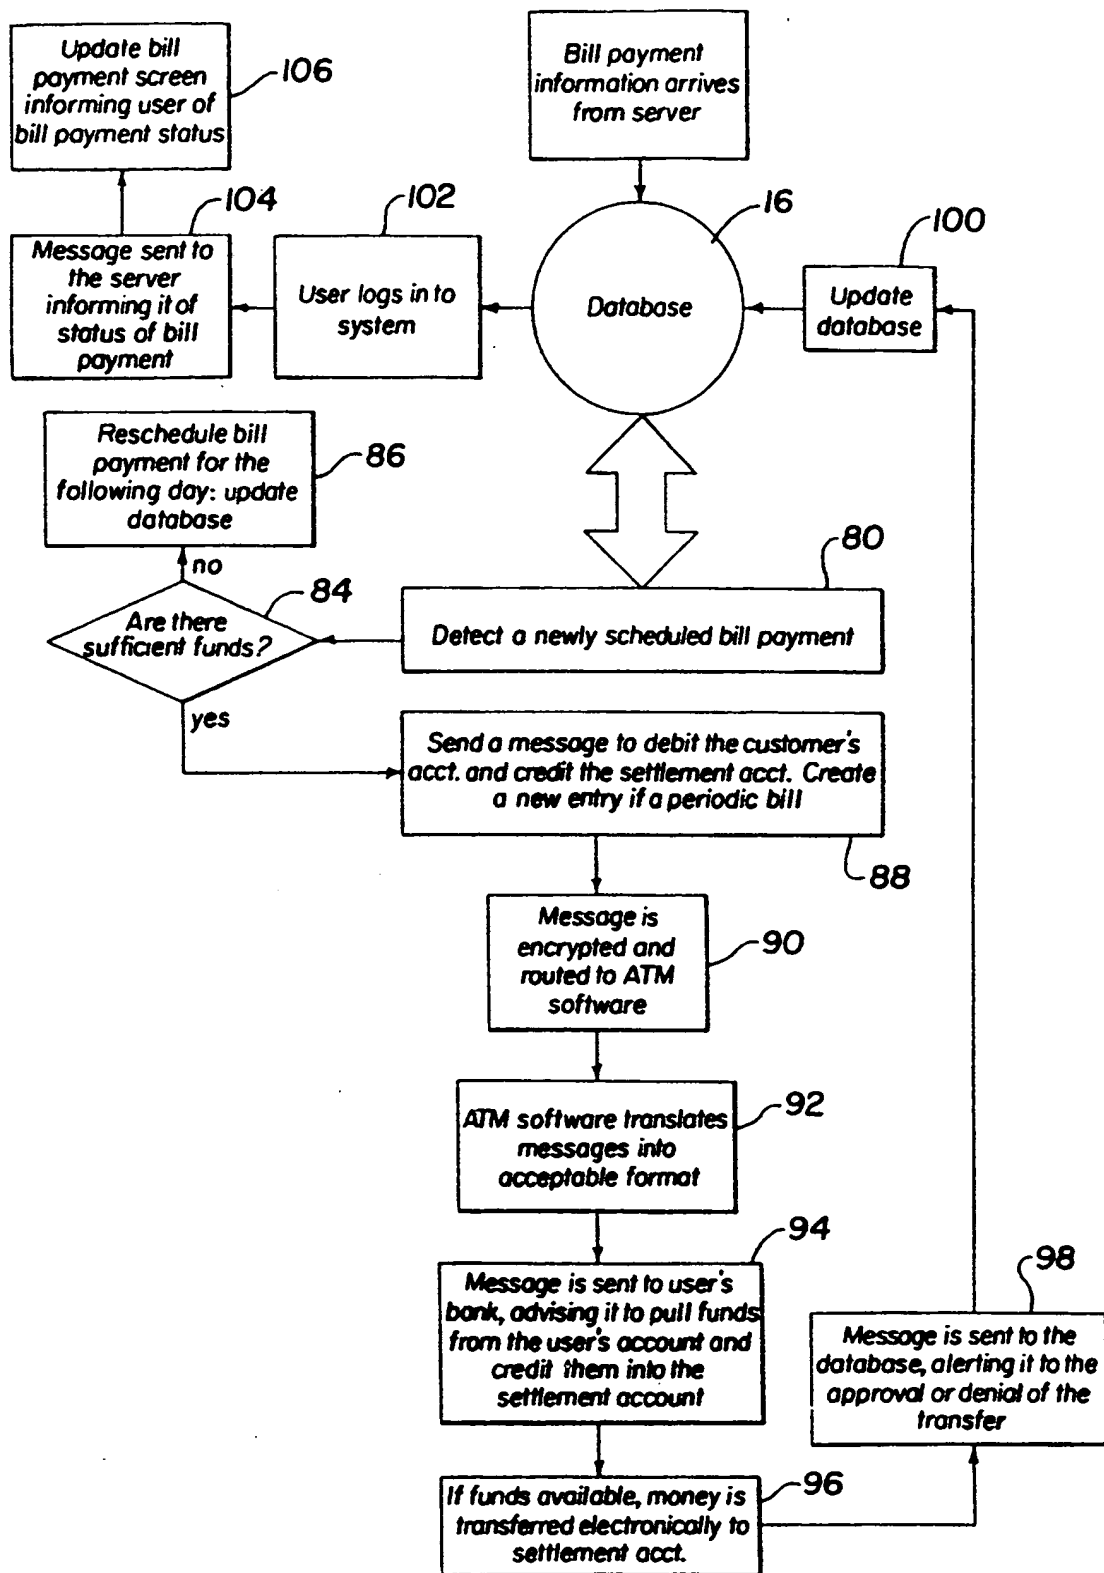 Update bill
payment screen
informing user of
bill payment status
106
Bill payment
information arrives
from server
104
Message sent to
the server
informing it of
status of bill
payment
102
User logs in to
system
16
Database
100
Update
database
Reschedule bill
payment for the
following day: update
database
86
no
84
Are there
sufficient funds?
yes
80
Detect a newly scheduled bill payment
Send a message to debit the customer's
acct. and credit the settlement acct. Create
a new entry if a periodic bill
88
Message is
encrypted and
routed to ATM
software
90
ATM software translates
messages into
acceptable format
92
94
Message is sent to user's
bank, advising it to pull funds
from the user's account and
credit them into the
settlement account
98
Message is sent to the
database, alerting it to the
approval or denial of the
transfer
If funds available, money is
transferred electronically to
settlement acct.
96